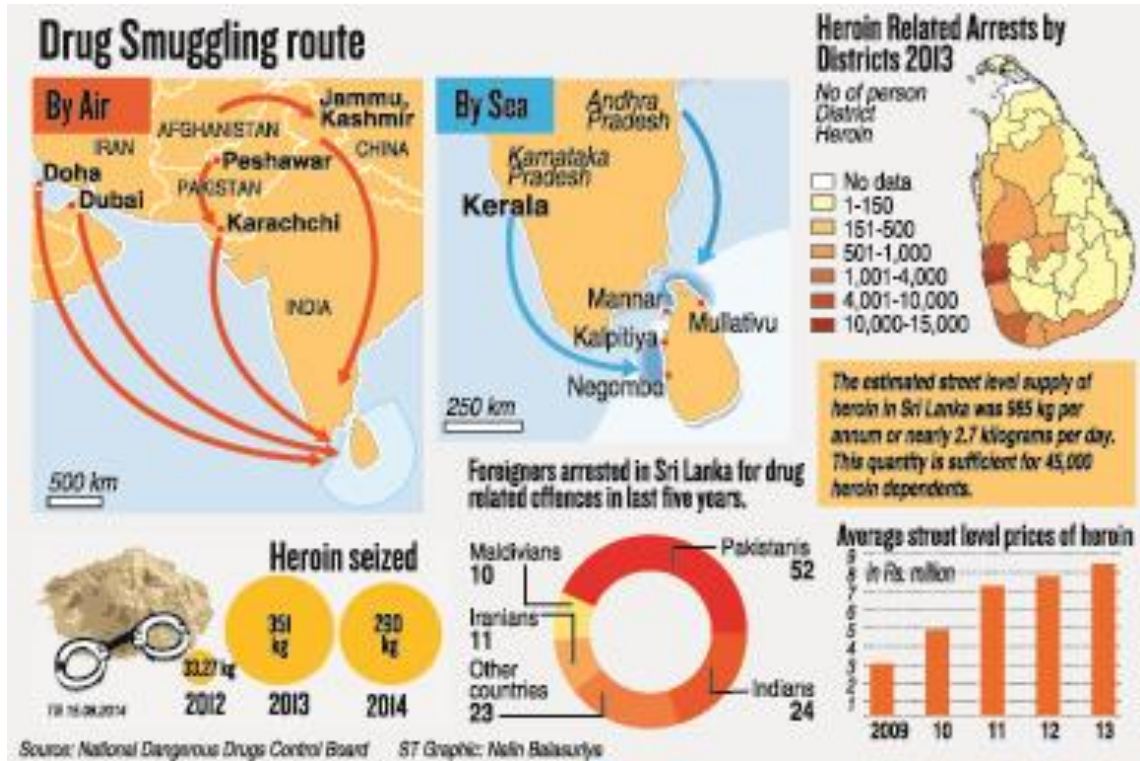 Drug Smuggling route
By Air
Jammu,
Kashmir
AFGHANISTAN
IRAN
CHINA
Peshawar
Doha
PAKISTAN
Dubai
Karachchi
INDIA
500 km
By Sea
Andhra
Pradesh
Karnataka
Pradesh
Kerala
Mannar
Mullativu
Kalpitiya
Negombo
250 km
Heroin Related Arrests by
Districts 2013
No of person
District
Heroin
No data
1-150
151-500
501-1,000
1,001-4,000
4,001-10,000
10,000-15,000
The estimated street level supply of
heroin in Sri Lanka was kg per
annum or nearly 2.7 kilograms per day.
This quantity is sufficient for 45,000
heroin dependents.
Heroin seized
33.27 kg
2012
351
kg
2013
290
kg
2014
Till 15.08.2014
Foreigners arrested in Sri Lanka for drug
related offences in last five years.
Maldivians
10
Pakistanis
52
Iranians
11
Other
countries
23
Indians
24
Average street level prices of heroin
in Rs. million
9
8
7
6
5
4
3
2
1
2009 10 11 12 13
Source: National Dangerous Drugs Control Board ST Graphic: Nalin Balasuriya